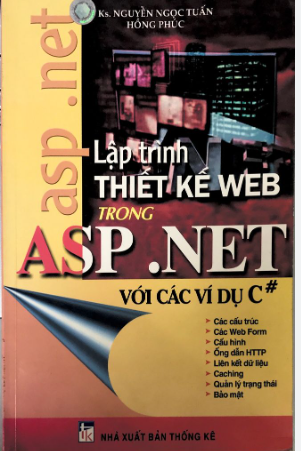 asp .net
Ks. NGUYỄN NGỌC TUẤN
HỒNG PHÚC
Lập trình
THIẾT KẾ WEB
TRONG
ASP .NET
VỚI CÁC VÍ DỤ C#
Các cấu trúc
Các Web Form
Cấu hình
Ống dẫn HTTP
Liên kết dữ liệu
Caching
Quản lý trạng thái
Bảo mật
NHÀ XUẤT BẢN THỐNG KÊ